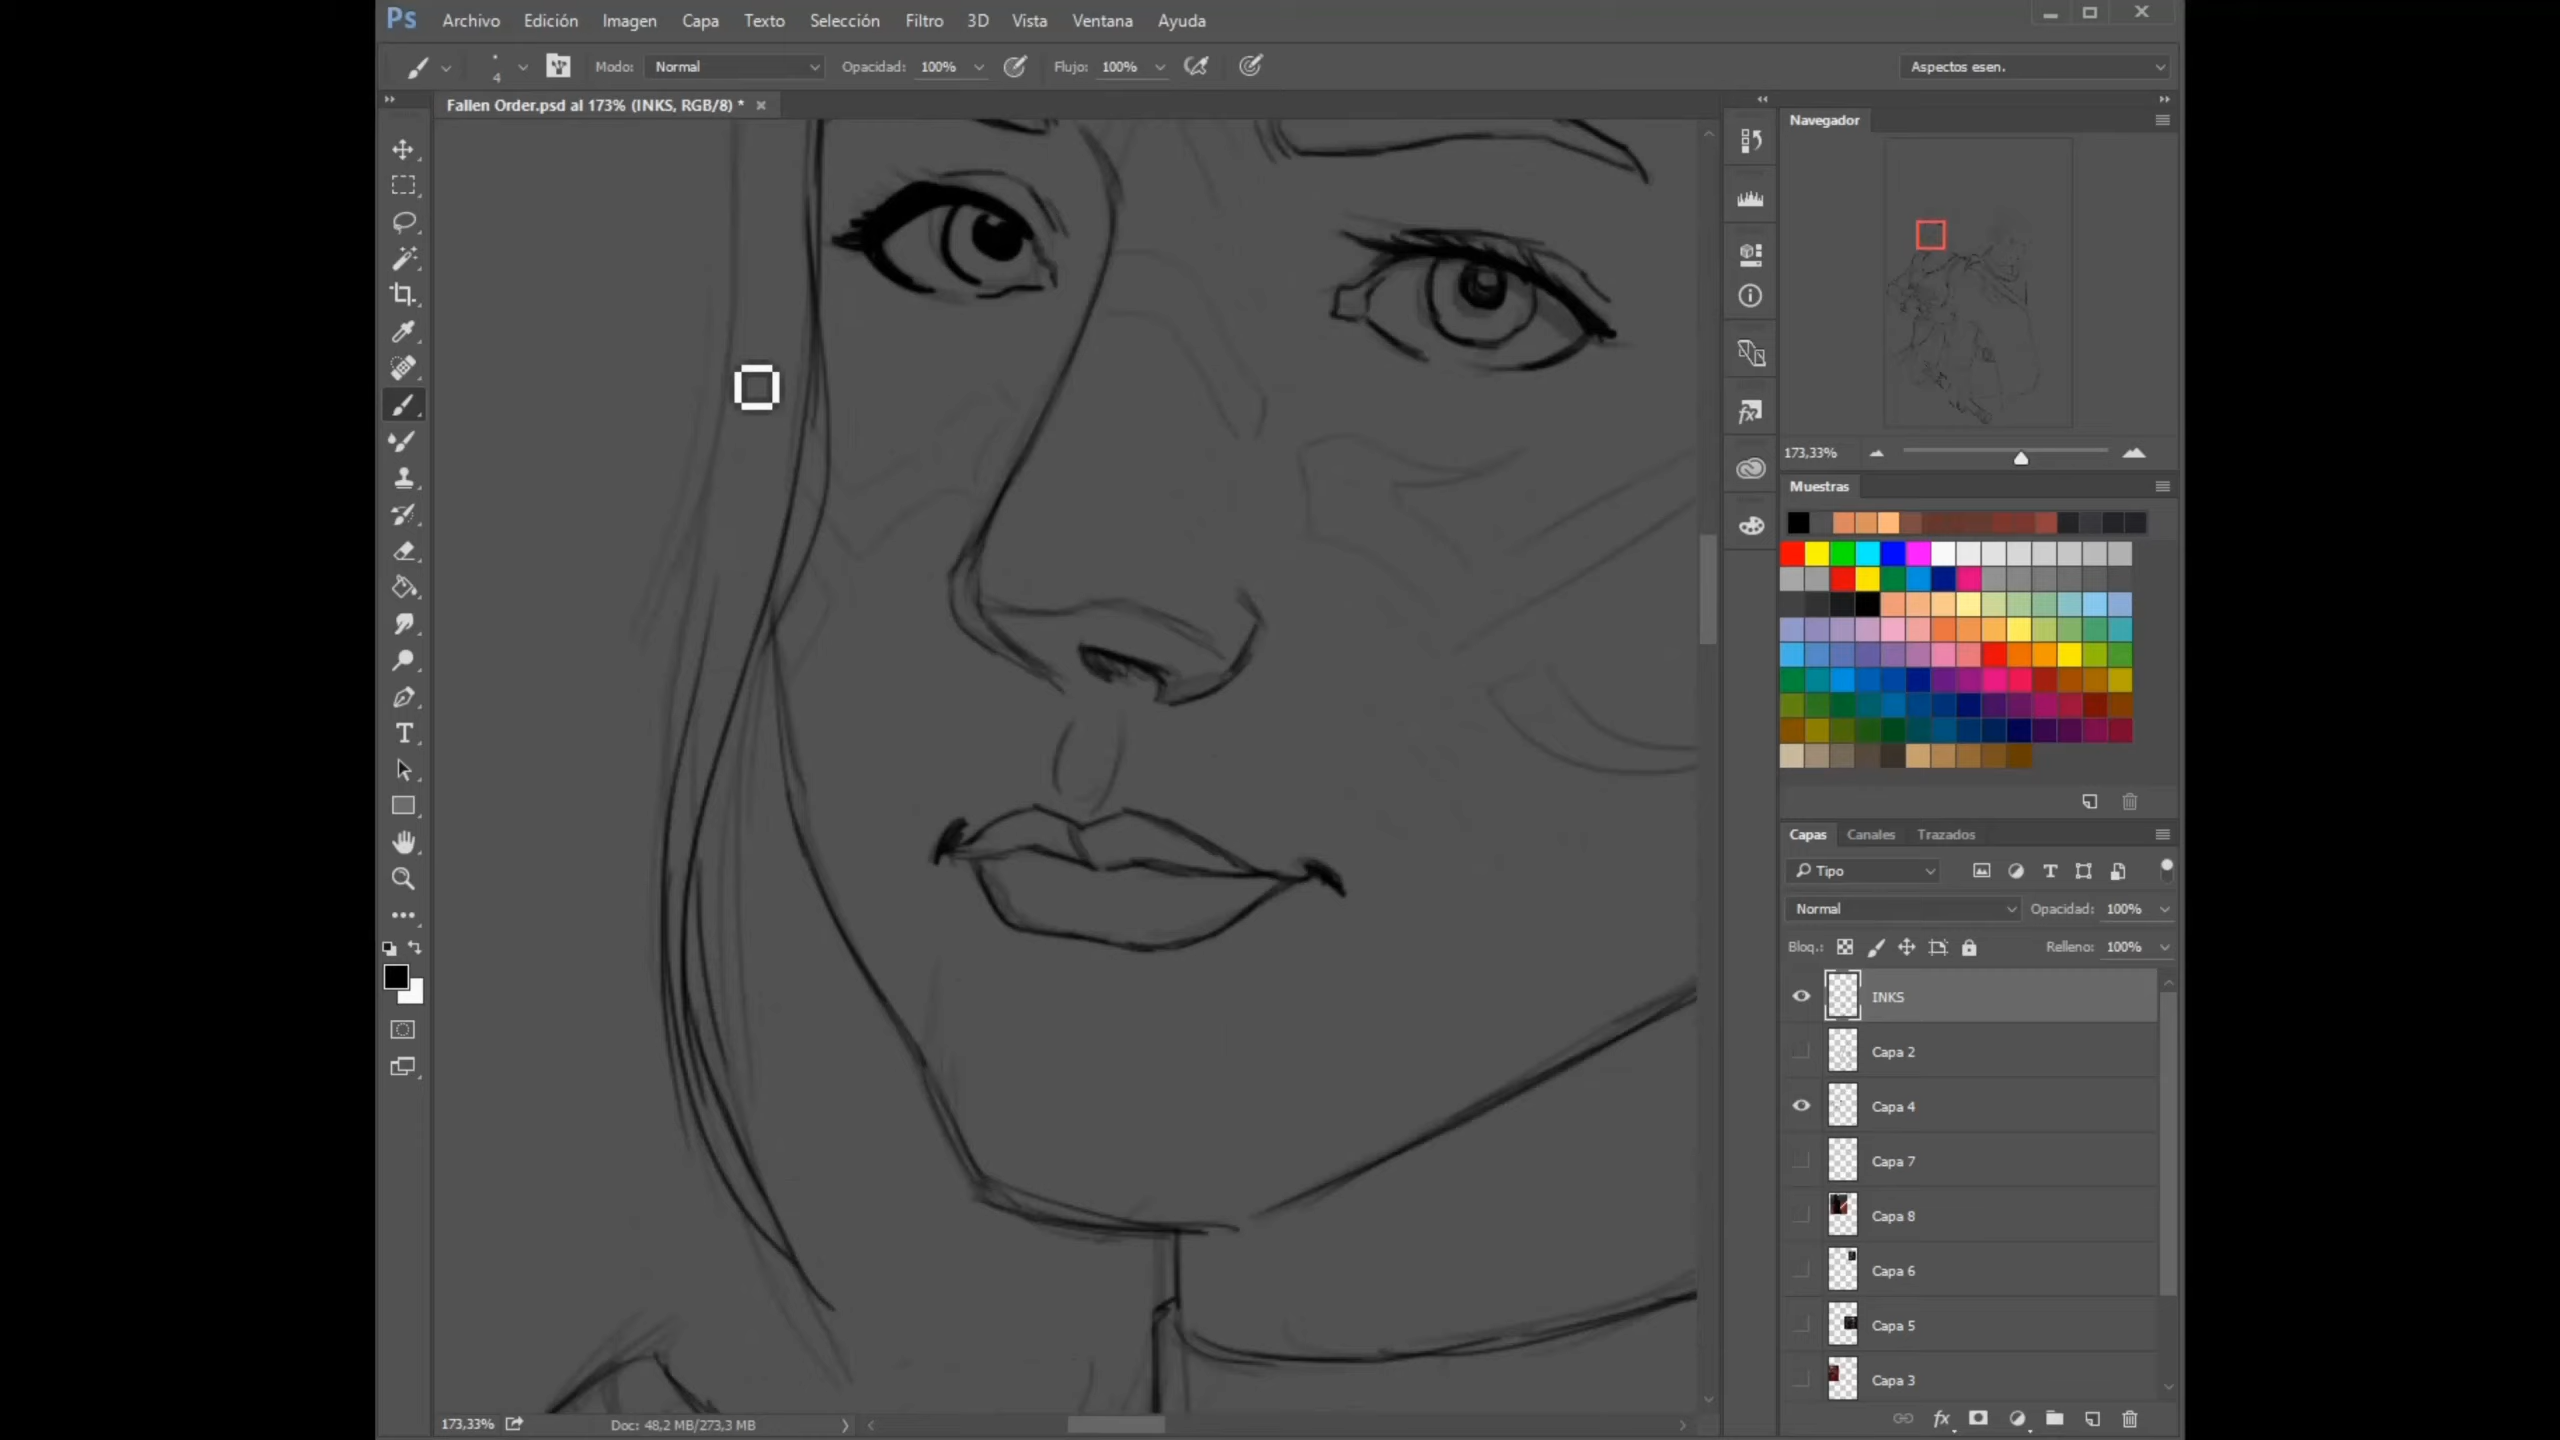 Ps Archivo Edición Imagen Capa Texto Selección Filtro 3D Vista Ventana Ayuda
4 Modo: Normal Opacidad: 100% Flujo: 100% Aspectos esen.
Fallen Order.psd al 173% (INKS, RGB/8) *
Navegador
173,33%
Muestras
Capas Canales Trazados
Tipo
Normal Opacidad: 100%
Bloq.: Relleno: 100%
INKS
Capa 2
Capa 4
Capa 7
Capa 8
Capa 6
Capa 5
Capa 3
173,33% Doc: 48,2 MB/273,3 MB